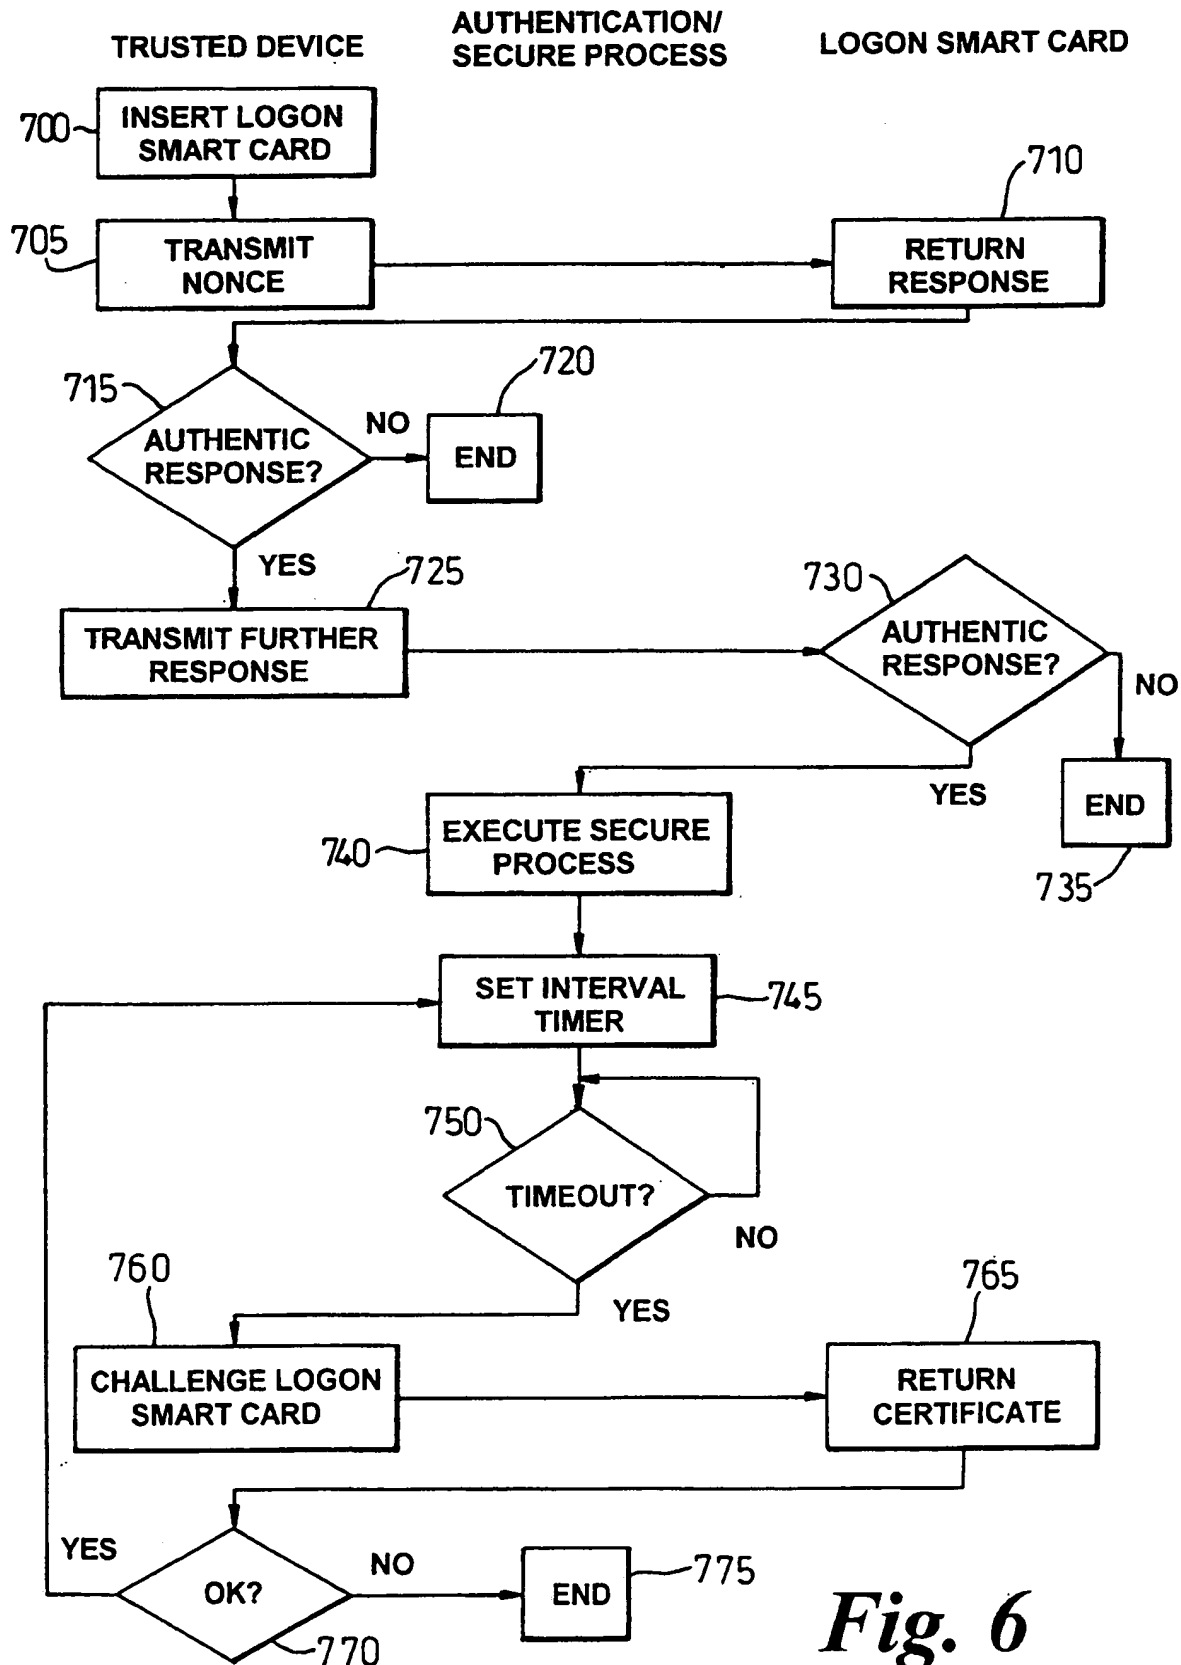 TRUSTED DEVICE
AUTHENTICATION/
SECURE PROCESS
LOGON SMART CARD
700
INSERT LOGON
SMART CARD
705
TRANSMIT
NONCE
710
RETURN
RESPONSE
715
AUTHENTIC
RESPONSE?
NO
720
END
YES
725
TRANSMIT FURTHER
RESPONSE
730
AUTHENTIC
RESPONSE?
NO
YES
END
735
740
EXECUTE SECURE
PROCESS
SET INTERVAL
TIMER
745
750
TIMEOUT?
NO
YES
760
CHALLENGE LOGON
SMART CARD
765
RETURN
CERTIFICATE
YES
OK?
NO
770
END
775
Fig. 6